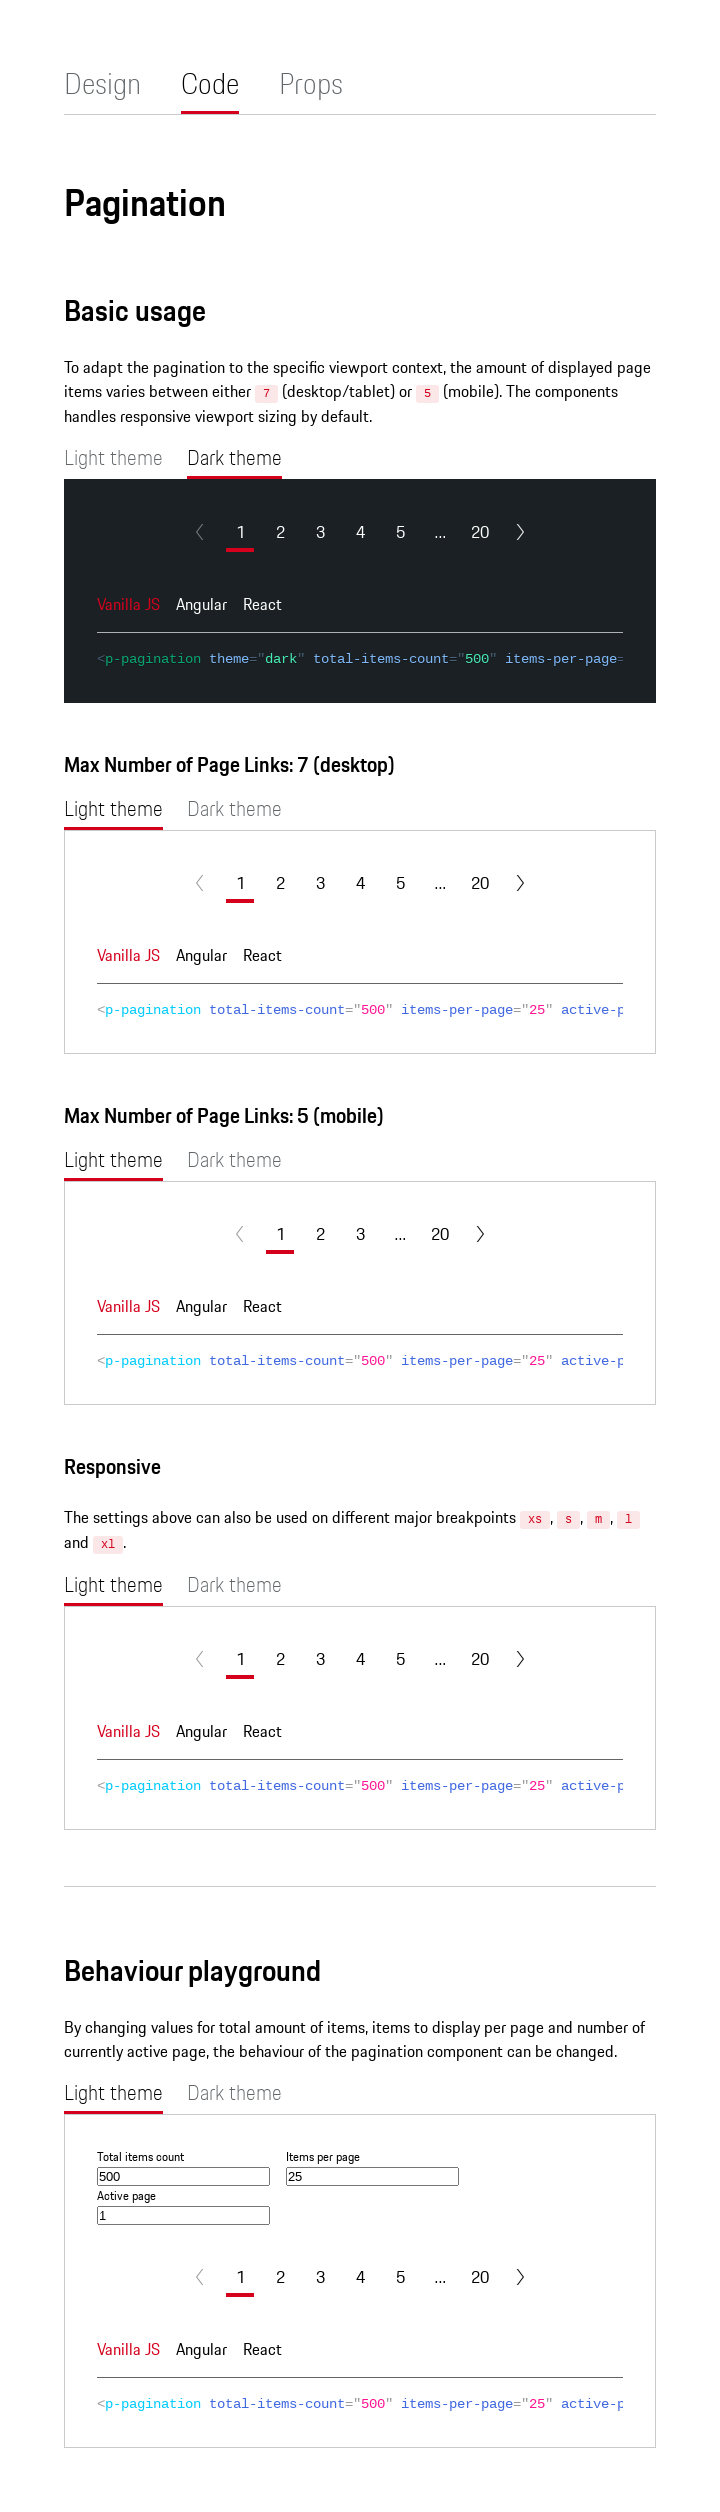 Design Code Props
Pagination
Basic usage
To adapt the pagination to the specific viewport context, the amount of displayed page
items varies between either 7 (desktop/tablet) or 5 (mobile). The components
handles responsive viewport sizing by default.
Light theme Dark theme
1 2 3 4 5 ... 20
Vanilla JS Angular React
<p-pagination theme="dark" total-items-count="500" items-per-page=
Max Number of Page Links: 7 (desktop)
Light theme Dark theme
1 2 3 4 5 ... 20
Vanilla JS Angular React
<p-pagination total-items-count="500" items-per-page="25" active-p
Max Number of Page Links: 5 (mobile)
Light theme Dark theme
1 2 3 ... 20
Vanilla JS Angular React
<p-pagination total-items-count="500" items-per-page="25" active-p
Responsive
The settings above can also be used on different major breakpoints xs, s, m, l
and xl.
Light theme Dark theme
1 2 3 4 5 ... 20
Vanilla JS Angular React
<p-pagination total-items-count="500" items-per-page="25" active-p
Behaviour playground
By changing values for total amount of items, items to display per page and number of
currently active page, the behaviour of the pagination component can be changed.
Light theme Dark theme
Total items count Items per page
500 25
Active page
1
1 2 3 4 5 ... 20
Vanilla JS Angular React
<p-pagination total-items-count="500" items-per-page="25" active-p